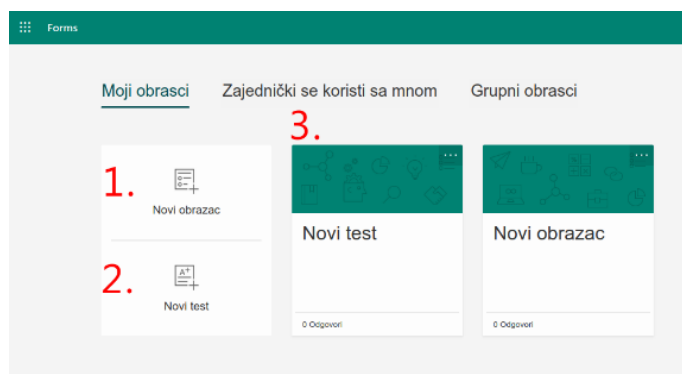 Forms
Moji obrasci Zajednički se koristi sa mnom Grupni obrasci
3.
1.
Novi obrazac
2.
A+
Novi test
Novi test
0 Odgovori
Novi obrazac
0 Odgovori